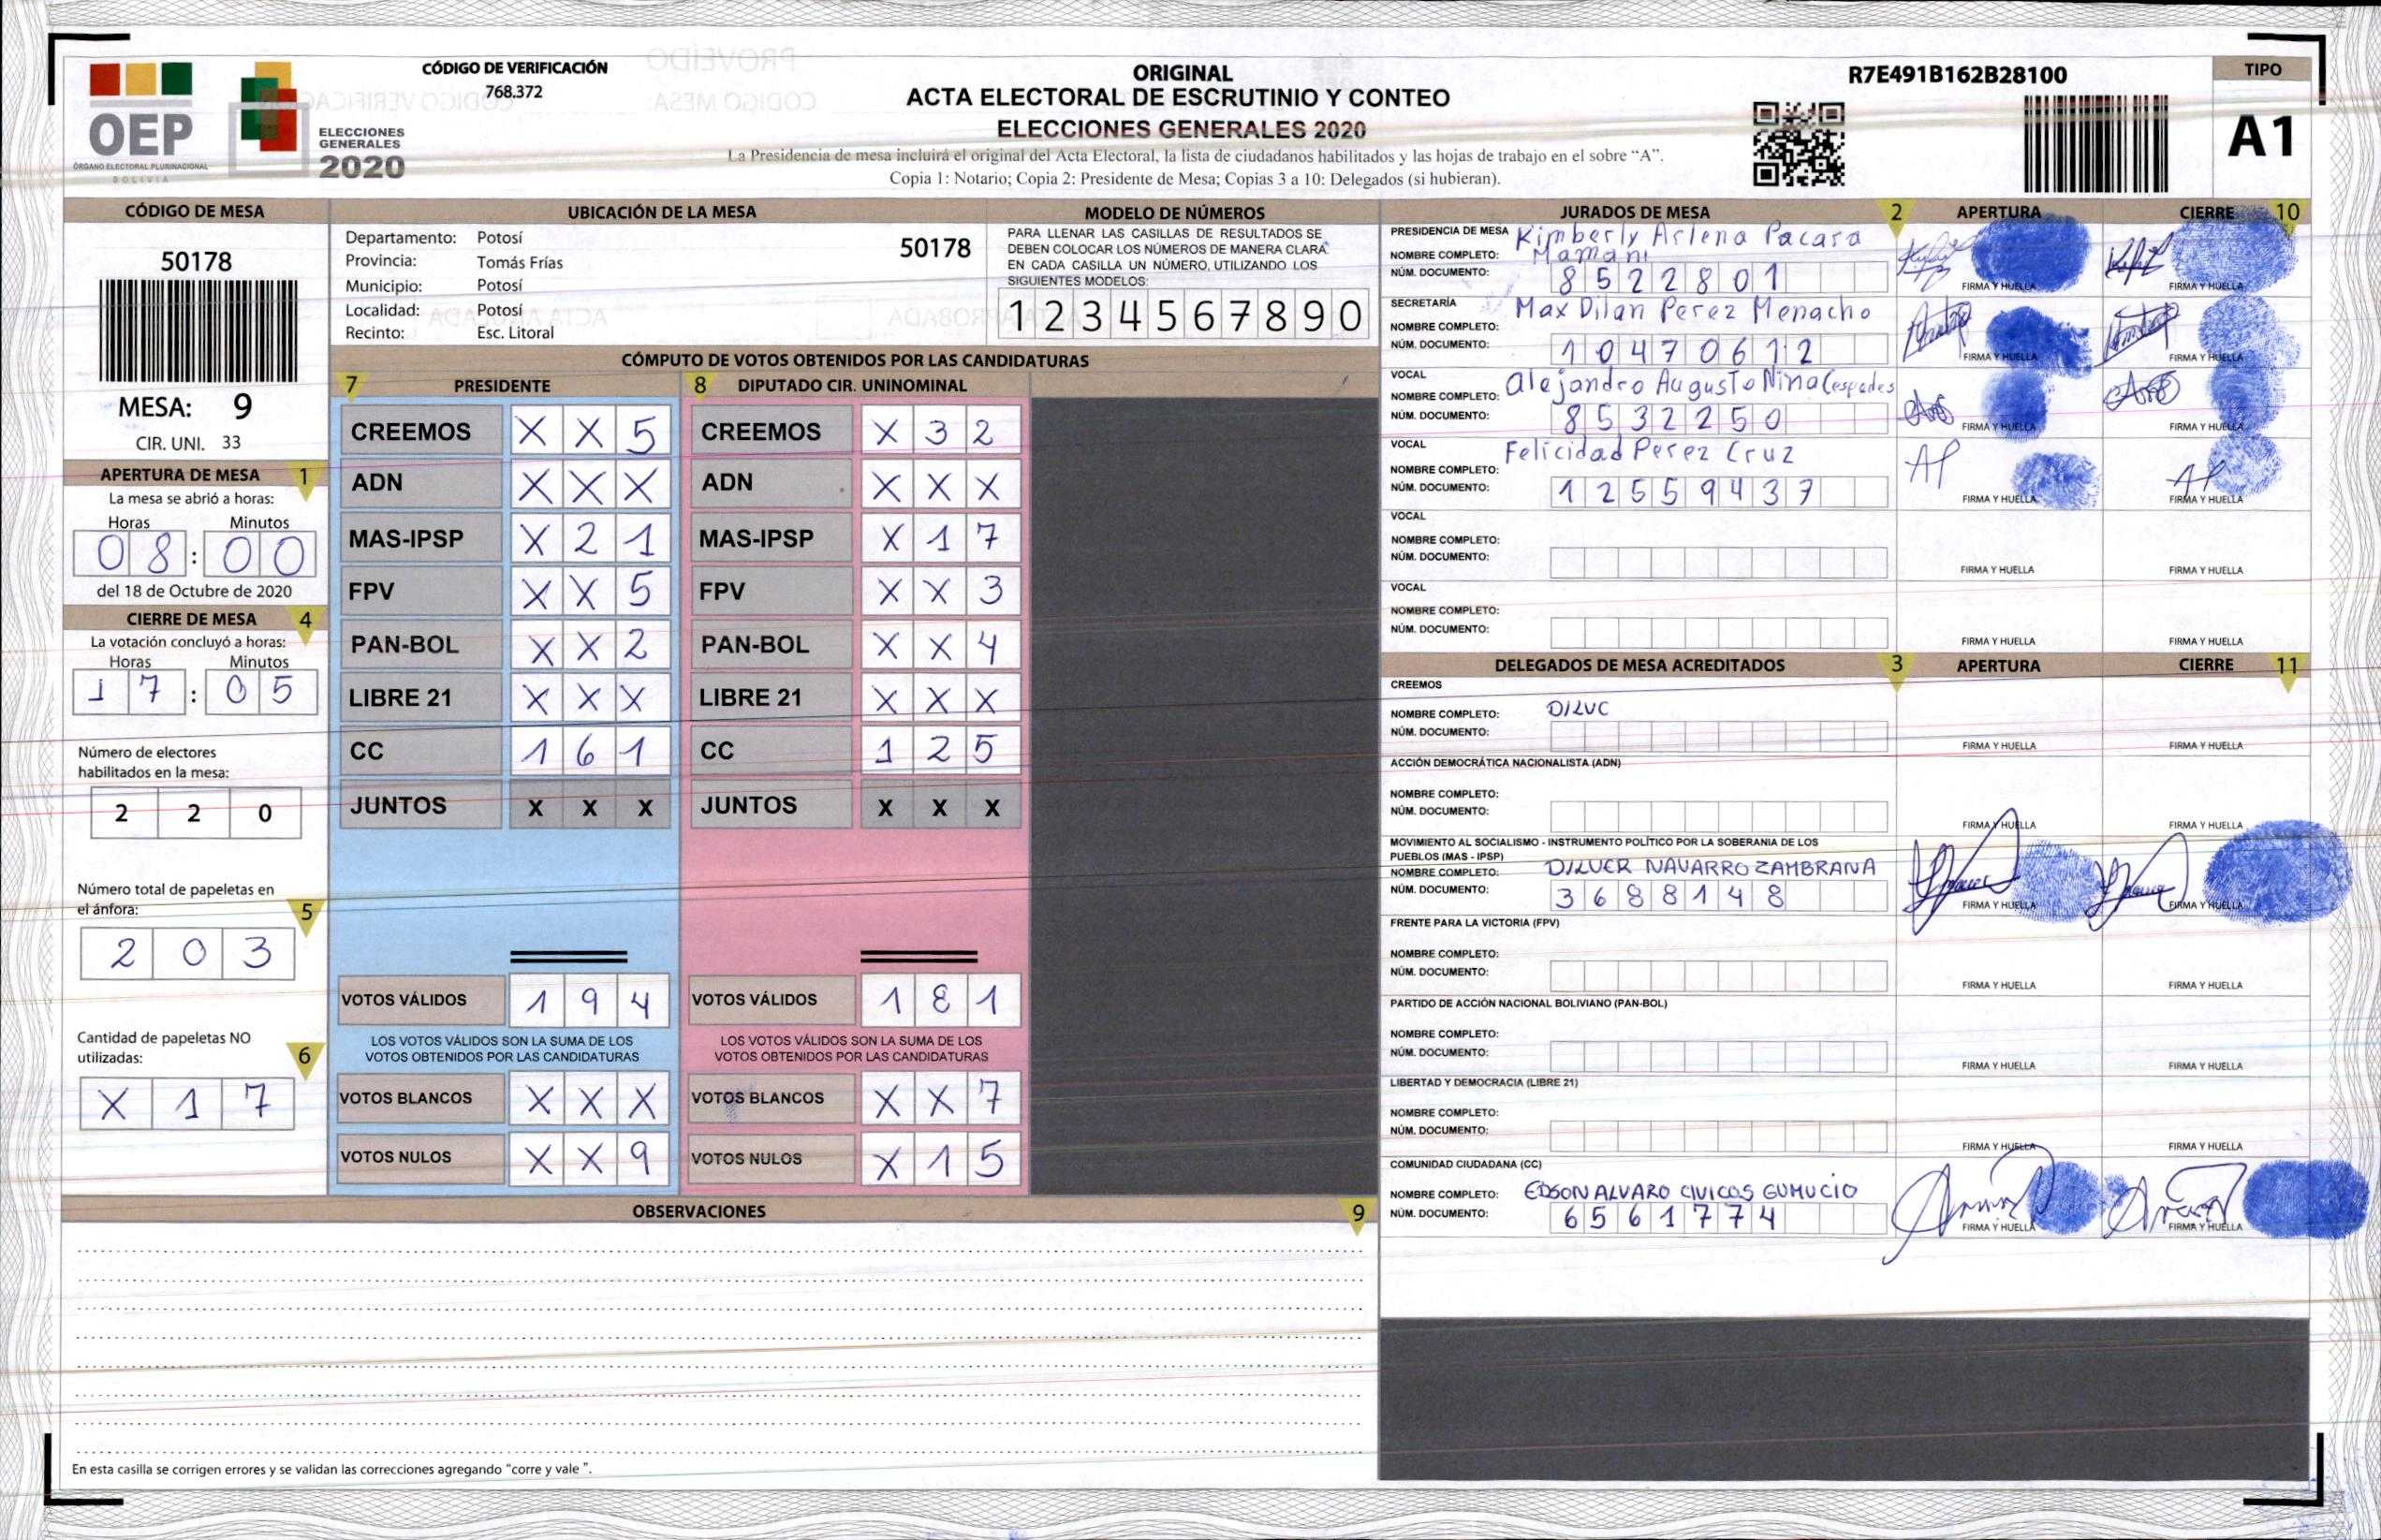 CÓDIGO DE VERIFICACIÓN
768.372
OEP
ÓRGANO ELECTORAL PLURINACIONAL
BOLIVIA
ELECCIONES
GENERALES
2020
ORIGINAL
ACTA ELECTORAL DE ESCRUTINIO Y CONTEO
ELECCIONES GENERALES 2020
La Presidencia de mesa incluirá el original del Acta Electoral, la lista de ciudadanos habilitados y las hojas de trabajo en el sobre “A”.
Copia 1: Notario; Copia 2: Presidente de Mesa; Copias 3 a 10: Delegados (si hubieran).
R7E491B162B28100
TIPO
A1
CÓDIGO DE MESA
50178
MESA: 9
CIR. UNI. 33
APERTURA DE MESA 1
La mesa se abrió a horas:
Horas Minutos
08:00
del 18 de Octubre de 2020
CIERRE DE MESA 4
La votación concluyó a horas:
Horas Minutos
17:05
Número de electores
habilitados en la mesa:
2 2 0
Número total de papeletas en
el ánfora: 5
2 0 3
Cantidad de papeletas NO
utilizadas: 6
X 1 7
UBICACIÓN DE LA MESA
Departamento: Potosí 50178
Provincia: Tomás Frías
Municipio: Potosí
Localidad: Potosí
Recinto: Esc. Litoral
MODELO DE NÚMEROS
PARA LLENAR LAS CASILLAS DE RESULTADOS SE
DEBEN COLOCAR LOS NÚMEROS DE MANERA CLARA
EN CADA CASILLA UN NÚMERO, UTILIZANDO LOS
SIGUIENTES MODELOS:
1 2 3 4 5 6 7 8 9 0
CÓMPUTO DE VOTOS OBTENIDOS POR LAS CANDIDATURAS
7 PRESIDENTE 8 DIPUTADO CIR. UNINOMINAL
CREEMOS X X 5 CREEMOS X 3 2
ADN X X X ADN X X X
MAS-IPSP X 2 1 MAS-IPSP X 1 7
FPV X X 5 FPV X X 3
PAN-BOL X X 2 PAN-BOL X X 4
LIBRE 21 X X X LIBRE 21 X X X
CC 1 6 1 CC 1 2 5
JUNTOS X X X JUNTOS X X X
VOTOS VÁLIDOS 1 9 4 VOTOS VÁLIDOS 1 8 1
LOS VOTOS VÁLIDOS SON LA SUMA DE LOS LOS VOTOS VÁLIDOS SON LA SUMA DE LOS
VOTOS OBTENIDOS POR LAS CANDIDATURAS VOTOS OBTENIDOS POR LAS CANDIDATURAS
VOTOS BLANCOS X X X VOTOS BLANCOS X X 7
VOTOS NULOS X X 9 VOTOS NULOS X 1 5
OBSERVACIONES 9
En esta casilla se corrigen errores y se validan las correcciones agregando “corre y vale ”.
JURADOS DE MESA 2 APERTURA CIERRE 10
PRESIDENCIA DE MESA Kimberly Arlena Pacara
NOMBRE COMPLETO: Mamani
NÚM. DOCUMENTO: 8522801 FIRMA Y HUELLA FIRMA Y HUELLA
SECRETARÍA Max Dilan Perez Menacho
NOMBRE COMPLETO:
NÚM. DOCUMENTO: 10470612 FIRMA Y HUELLA FIRMA Y HUELLA
VOCAL
NOMBRE COMPLETO: Alejandro Augusto Nina Cespedes
NÚM. DOCUMENTO: 8532250 FIRMA Y HUELLA FIRMA Y HUELLA
VOCAL Felicidad Perez Cruz
NOMBRE COMPLETO:
NÚM. DOCUMENTO: 12559437 FIRMA Y HUELLA FIRMA Y HUELLA
VOCAL
NOMBRE COMPLETO:
NÚM. DOCUMENTO: FIRMA Y HUELLA FIRMA Y HUELLA
VOCAL
NOMBRE COMPLETO:
NÚM. DOCUMENTO: FIRMA Y HUELLA FIRMA Y HUELLA
DELEGADOS DE MESA ACREDITADOS 3 APERTURA CIERRE 11
CREEMOS
NOMBRE COMPLETO: DILVC
NÚM. DOCUMENTO: FIRMA Y HUELLA FIRMA Y HUELLA
ACCIÓN DEMOCRÁTICA NACIONALISTA (ADN)
NOMBRE COMPLETO:
NÚM. DOCUMENTO: FIRMA Y HUELLA FIRMA Y HUELLA
MOVIMIENTO AL SOCIALISMO - INSTRUMENTO POLÍTICO POR LA SOBERANIA DE LOS
PUEBLOS (MAS - IPSP)
NOMBRE COMPLETO: DILVER NAVARRO ZAMBRANA
NÚM. DOCUMENTO: 3688148 FIRMA Y HUELLA FIRMA Y HUELLA
FRENTE PARA LA VICTORIA (FPV)
NOMBRE COMPLETO:
NÚM. DOCUMENTO: FIRMA Y HUELLA FIRMA Y HUELLA
PARTIDO DE ACCIÓN NACIONAL BOLIVIANO (PAN-BOL)
NOMBRE COMPLETO:
NÚM. DOCUMENTO: FIRMA Y HUELLA FIRMA Y HUELLA
LIBERTAD Y DEMOCRACIA (LIBRE 21)
NOMBRE COMPLETO:
NÚM. DOCUMENTO: FIRMA Y HUELLA FIRMA Y HUELLA
COMUNIDAD CIUDADANA (CC)
NOMBRE COMPLETO: EDSON ALVARO CIVICOS GUMUCIO
NÚM. DOCUMENTO: 6561774 FIRMA Y HUELLA FIRMA Y HUELLA